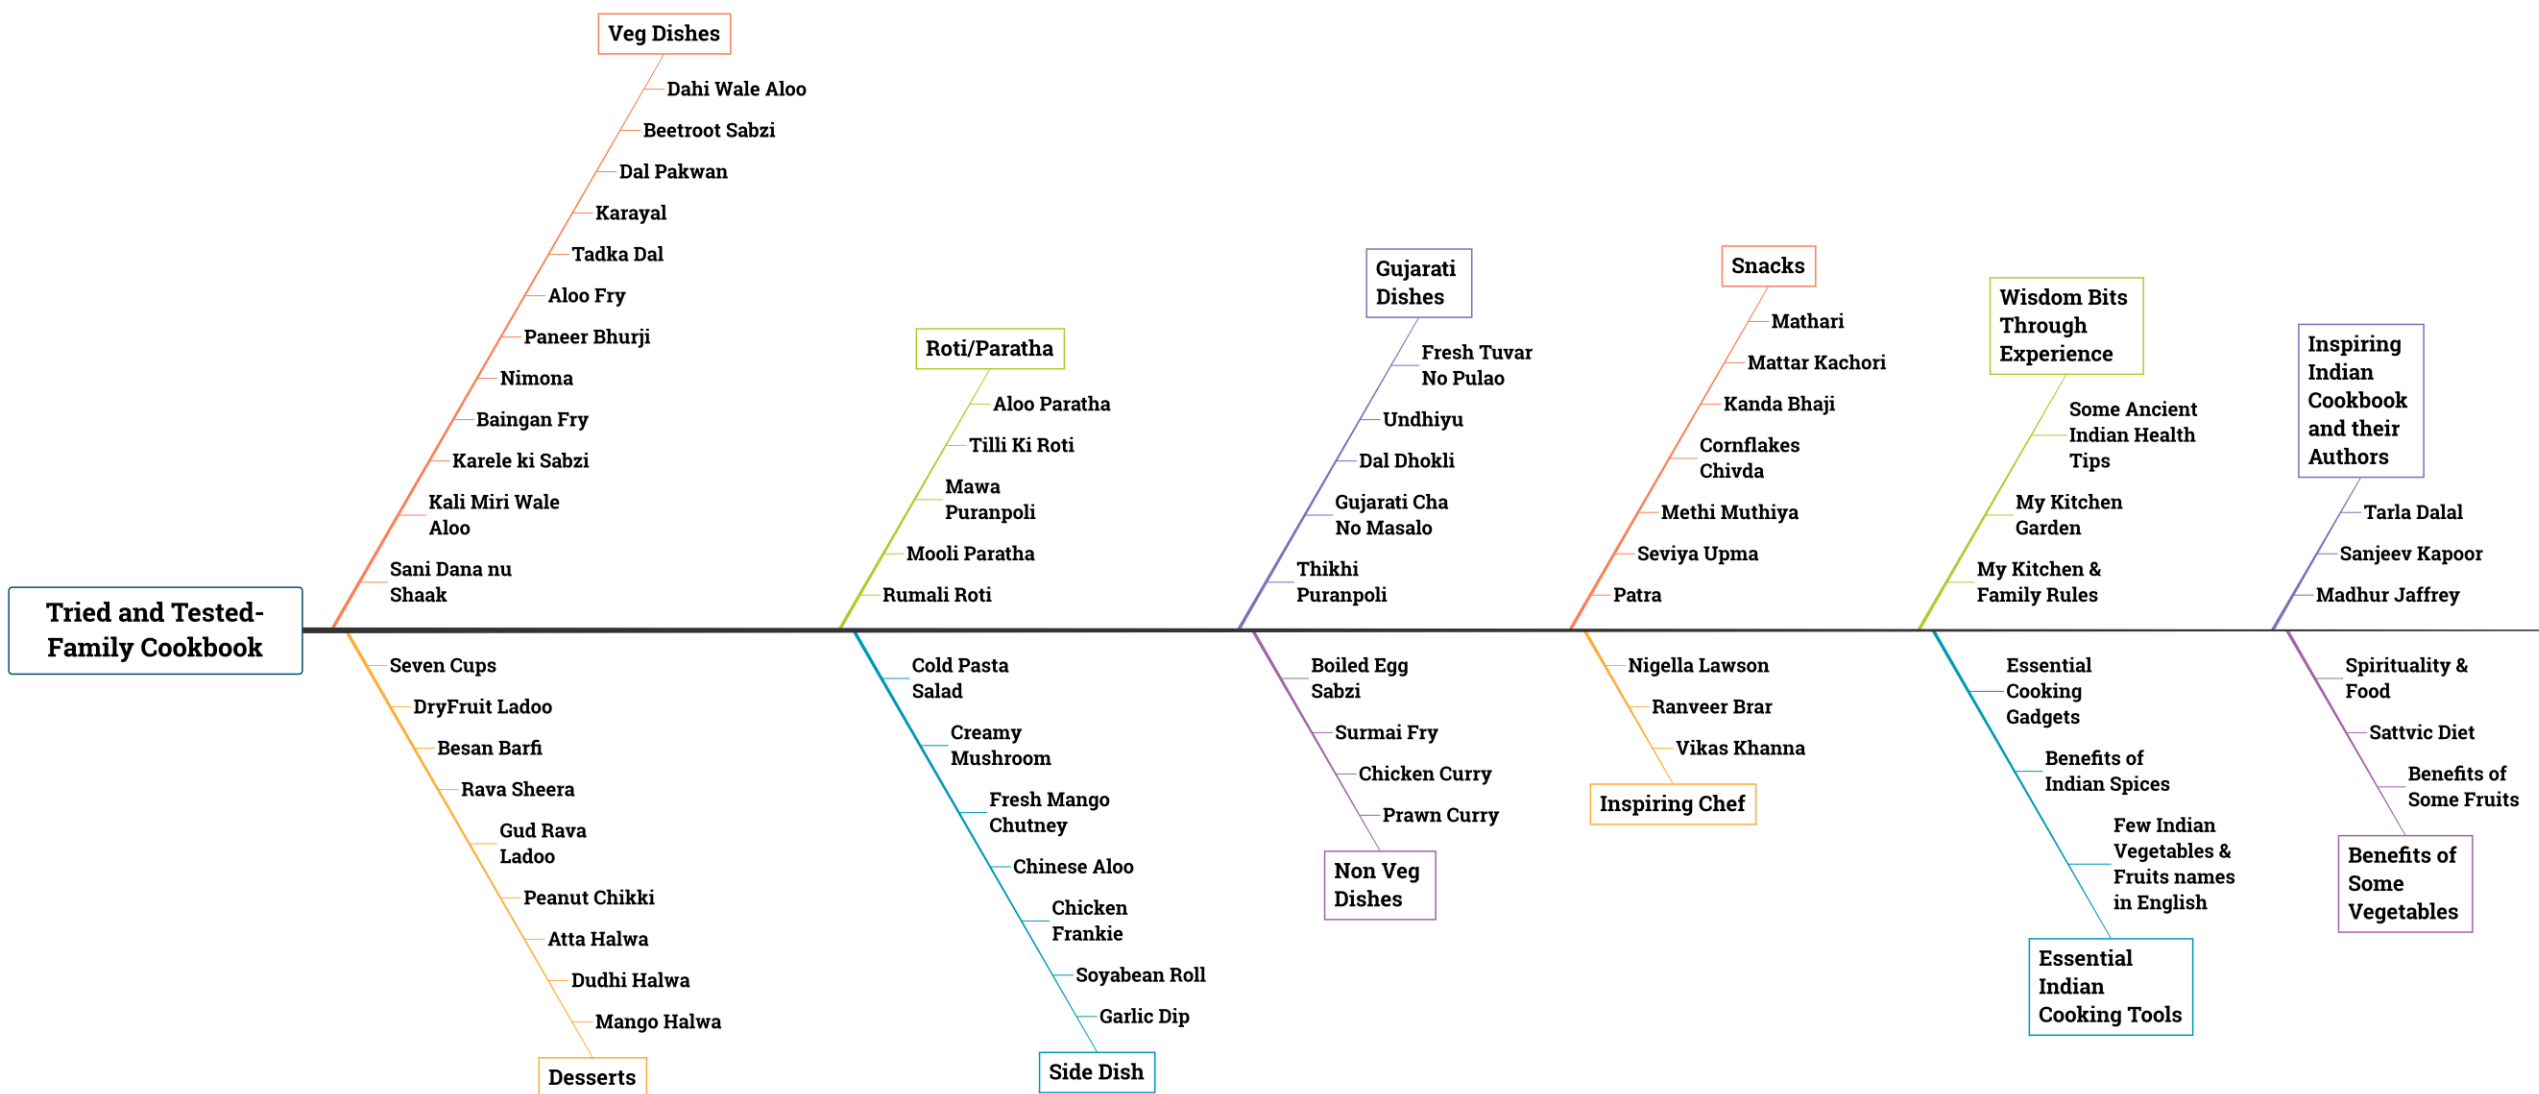 Tried and Tested-
Family Cookbook
Veg Dishes
Dahi Wale Aloo
Beetroot Sabzi
Dal Pakwan
Karayal
Tadka Dal
Aloo Fry
Paneer Bhurji
Nimona
Baingan Fry
Karele ki Sabzi
Kali Miri Wale
Aloo
Sani Dana nu
Shaak
Roti/Paratha
Aloo Paratha
Tilli Ki Roti
Mawa
Puranpoli
Mooli Paratha
Rumali Roti
Gujarati
Dishes
Fresh Tuvar
No Pulao
Undhiyu
Dal Dhokli
Gujarati Cha
No Masalo
Thikhi
Puranpoli
Snacks
Mathari
Mattar Kachori
Kanda Bhaji
Cornflakes
Chivda
Methi Muthiya
Seviya Upma
Patra
Wisdom Bits
Through
Experience
Some Ancient
Indian Health
Tips
My Kitchen
Garden
My Kitchen &
Family Rules
Inspiring
Indian
Cookbook
and their
Authors
Tarla Dalal
Sanjeev Kapoor
Madhur Jaffrey
Seven Cups
DryFruit Ladoo
Besan Barfi
Rava Sheera
Gud Rava
Ladoo
Peanut Chikki
Atta Halwa
Dudhi Halwa
Mango Halwa
Desserts
Cold Pasta
Salad
Creamy
Mushroom
Fresh Mango
Chutney
Chinese Aloo
Chicken
Frankie
Soyabean Roll
Garlic Dip
Side Dish
Boiled Egg
Sabzi
Surmai Fry
Chicken Curry
Prawn Curry
Non Veg
Dishes
Nigella Lawson
Ranveer Brar
Vikas Khanna
Inspiring Chef
Essential
Cooking
Gadgets
Benefits of
Indian Spices
Few Indian
Vegetables &
Fruits names
in English
Essential
Indian
Cooking Tools
Spirituality &
Food
Sattvic Diet
Benefits of
Some Fruits
Benefits of
Some
Vegetables